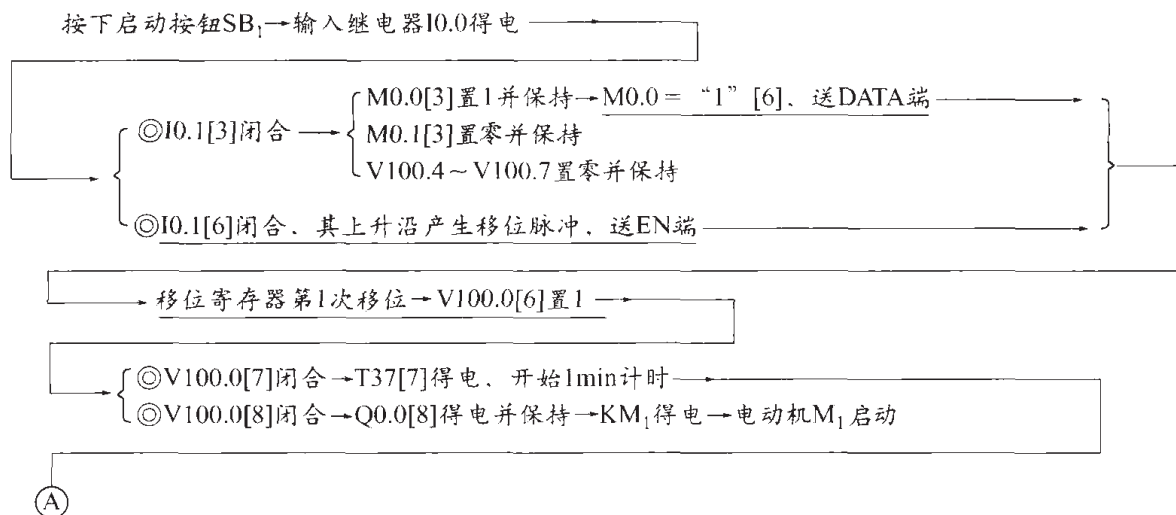 按下启动按钮SB₁→输入继电器I0.0得电
M0.0[3]置1并保持→M0.0=“1”[6]、送DATA端
◎I0.1[3]闭合→
M0.1[3]置零并保持
V100.4~V100.7置零并保持
◎I0.1[6]闭合、其上升沿产生移位脉冲、送EN端
移位寄存器第1次移位→V100.0[6]置1
◎V100.0[7]闭合→T37[7]得电、开始1min计时
◎V100.0[8]闭合→Q0.0[8]得电并保持→KM₁得电→电动机M₁启动
A